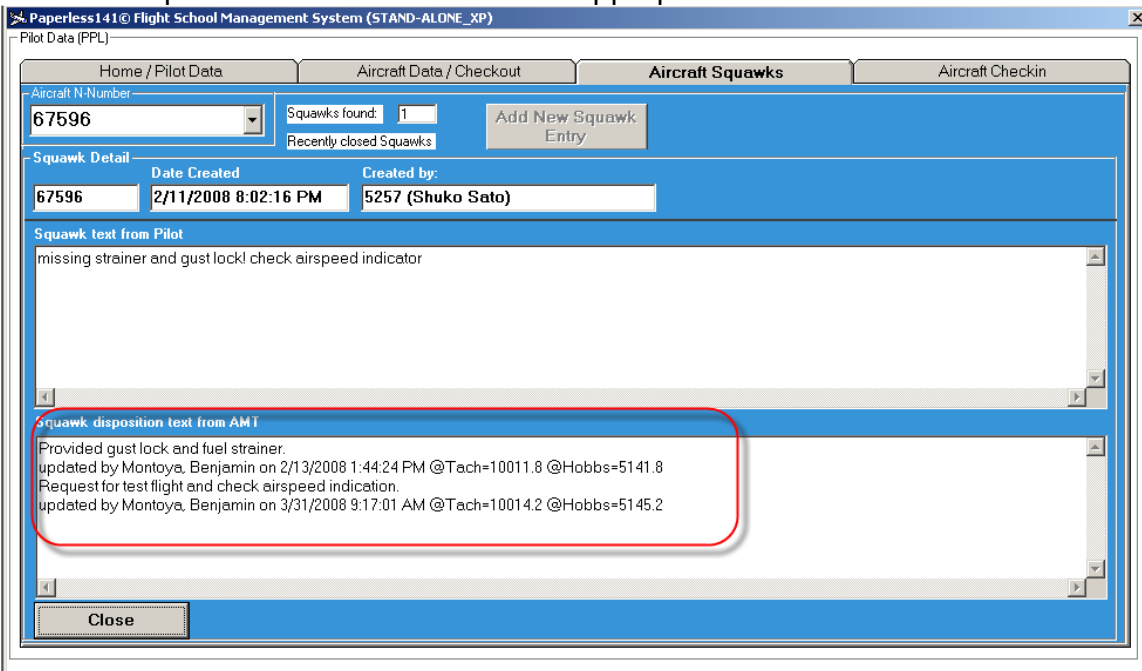 Paperless141© Flight School Management System (STAND-ALONE_XP)
Pilot Data (PPL)
Home / Pilot Data Aircraft Data / Checkout Aircraft Squawks Aircraft Checkin
Aircraft N-Number
67596
Squawks found: 1
Recently closed Squawks
Add New Squawk
Entry
Squawk Detail
Date Created Created by:
67596 2/11/2008 8:02:16 PM 5257 (Shuko Sato)
Squawk text from Pilot
missing strainer and gust lock! check airspeed indicator
Squawk disposition text from AMT
Provided gust lock and fuel strainer.
updated by Montoya, Benjamin on 2/13/2008 1:44:24 PM @Tach=10011.8 @Hobbs=5141.8
Request for test flight and check airspeed indication.
updated by Montoya, Benjamin on 3/31/2008 9:17:01 AM @Tach=10014.2 @Hobbs=5145.2
Close